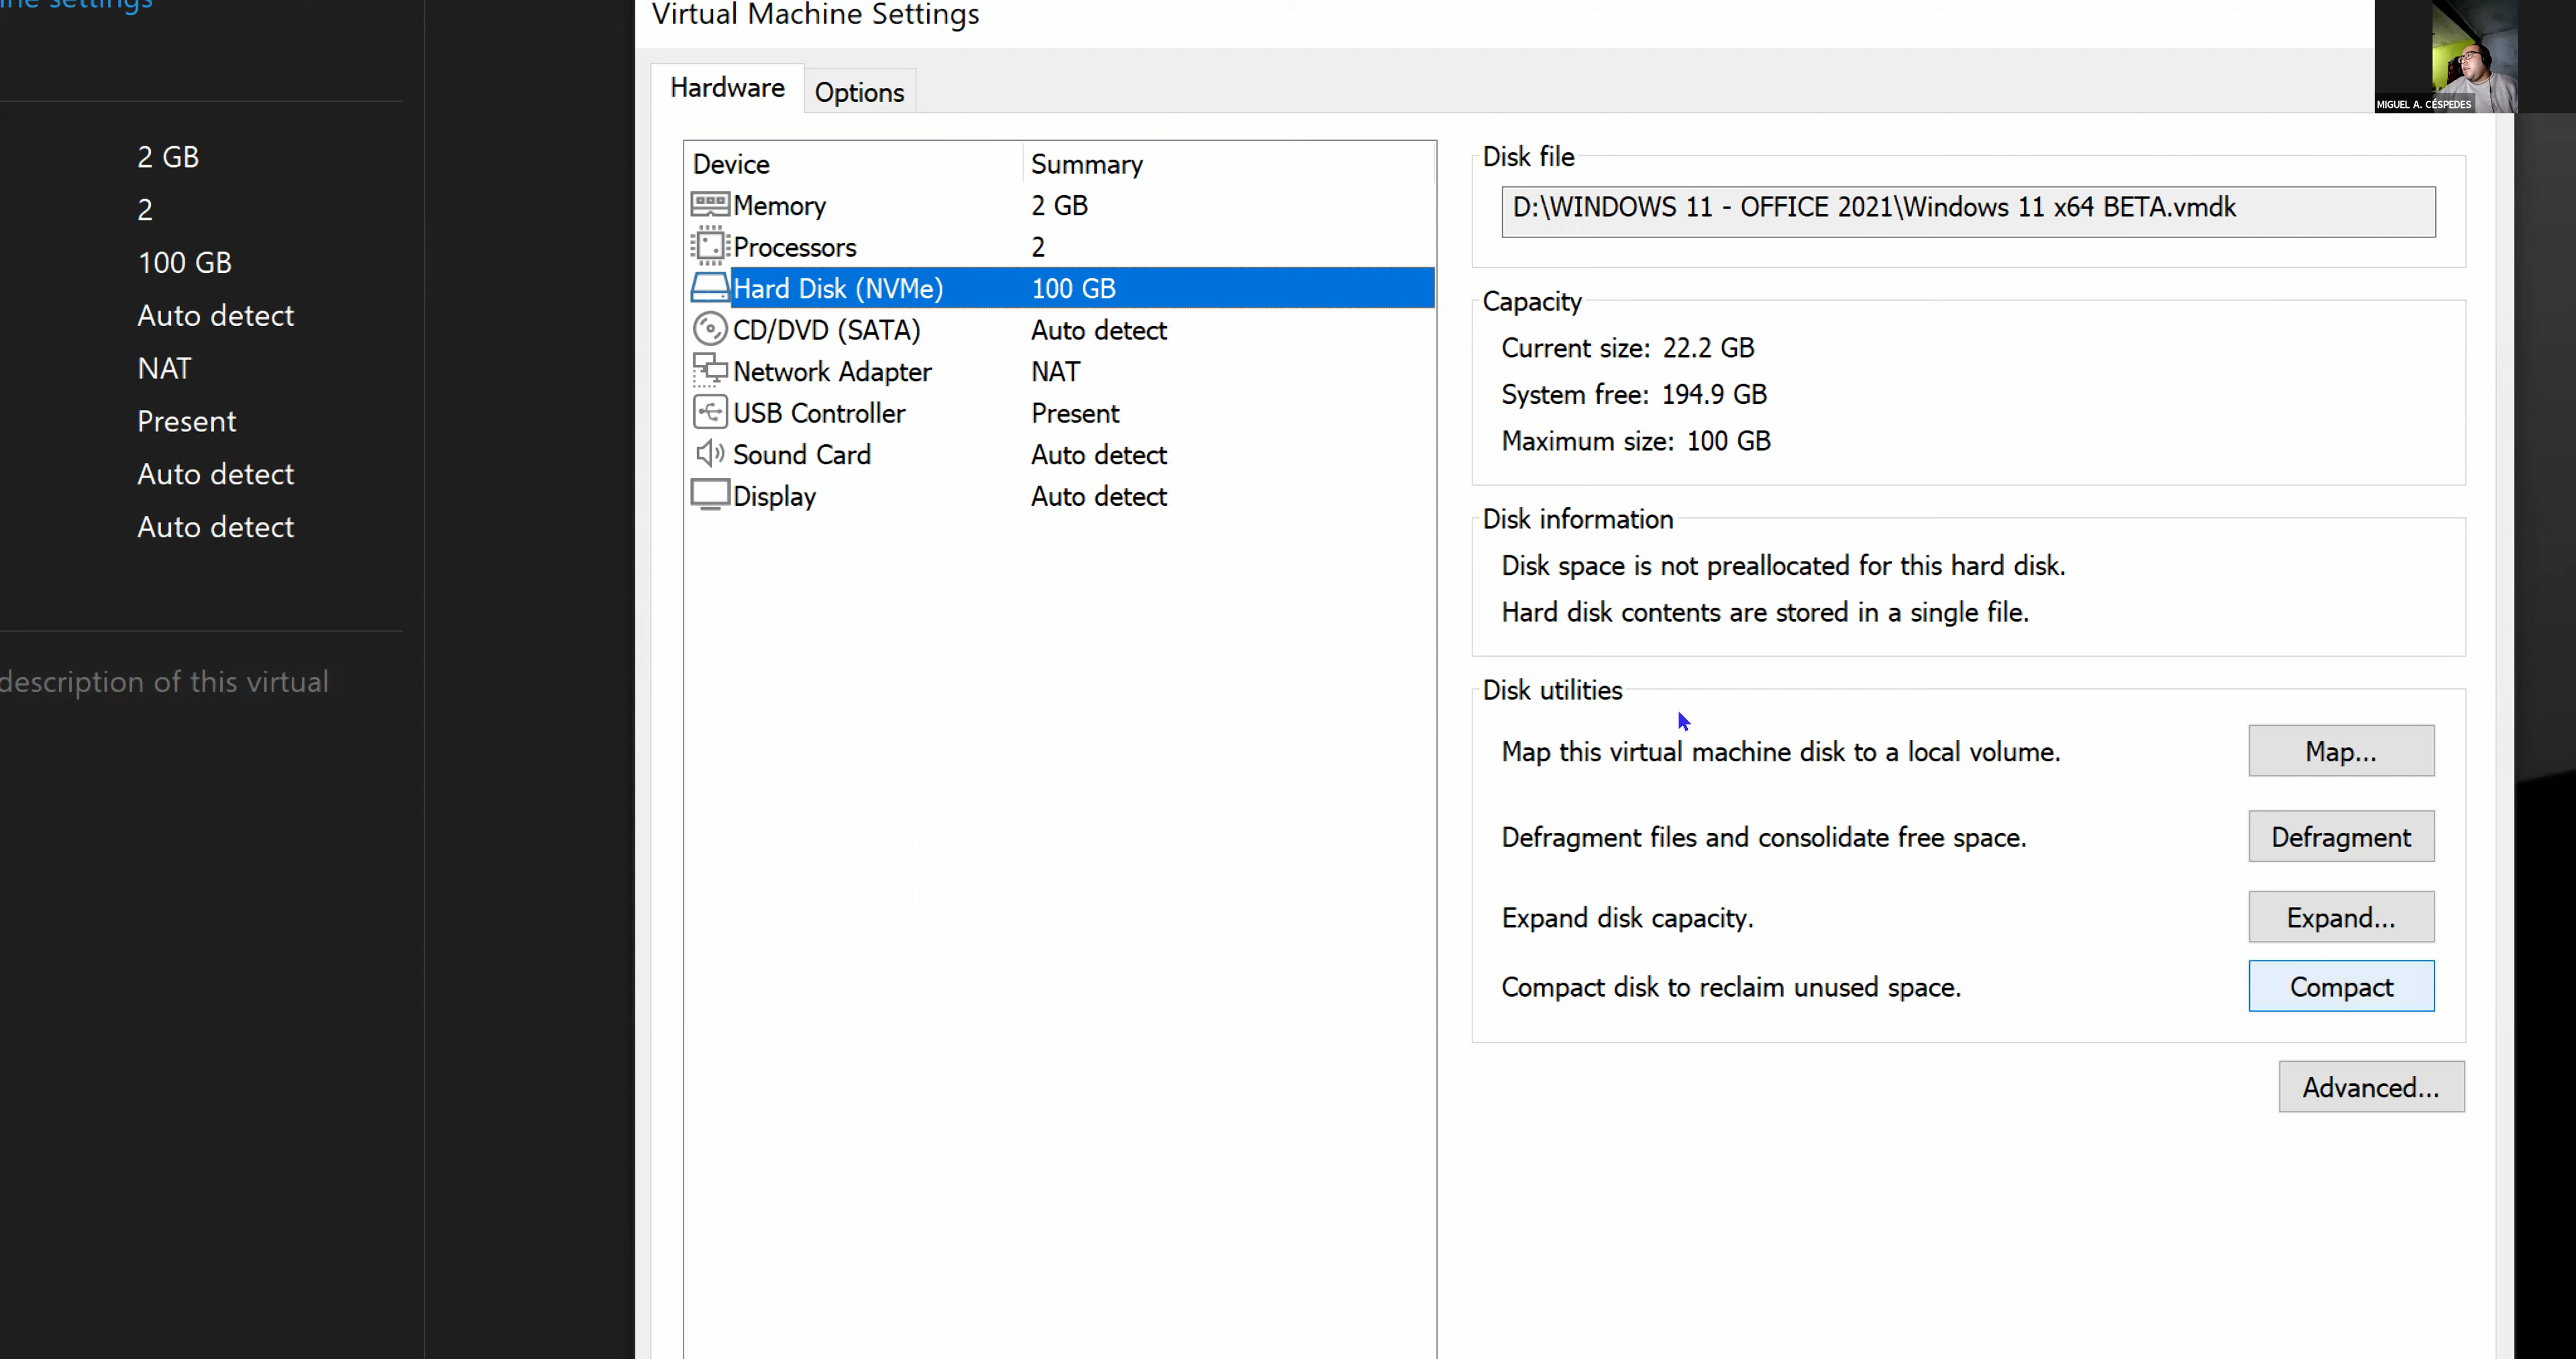 ne settings
2 GB
2
100 GB
Auto detect
NAT
Present
Auto detect
Auto detect
description of this virtual
Virtual Machine Settings
Hardware
Options
Device Summary
Memory 2 GB
Processors 2
Hard Disk (NVMe) 100 GB
CD/DVD (SATA) Auto detect
Network Adapter NAT
USB Controller Present
Sound Card Auto detect
Display Auto detect
Disk file
D:\WINDOWS 11 - OFFICE 2021\Windows 11 x64 BETA.vmdk
Capacity
Current size: 22.2 GB
System free: 194.9 GB
Maximum size: 100 GB
Disk information
Disk space is not preallocated for this hard disk.
Hard disk contents are stored in a single file.
Disk utilities
Map this virtual machine disk to a local volume. Map...
Defragment files and consolidate free space. Defragment
Expand disk capacity. Expand...
Compact disk to reclaim unused space. Compact
Advanced...
MIGUEL A. CÉSPEDES